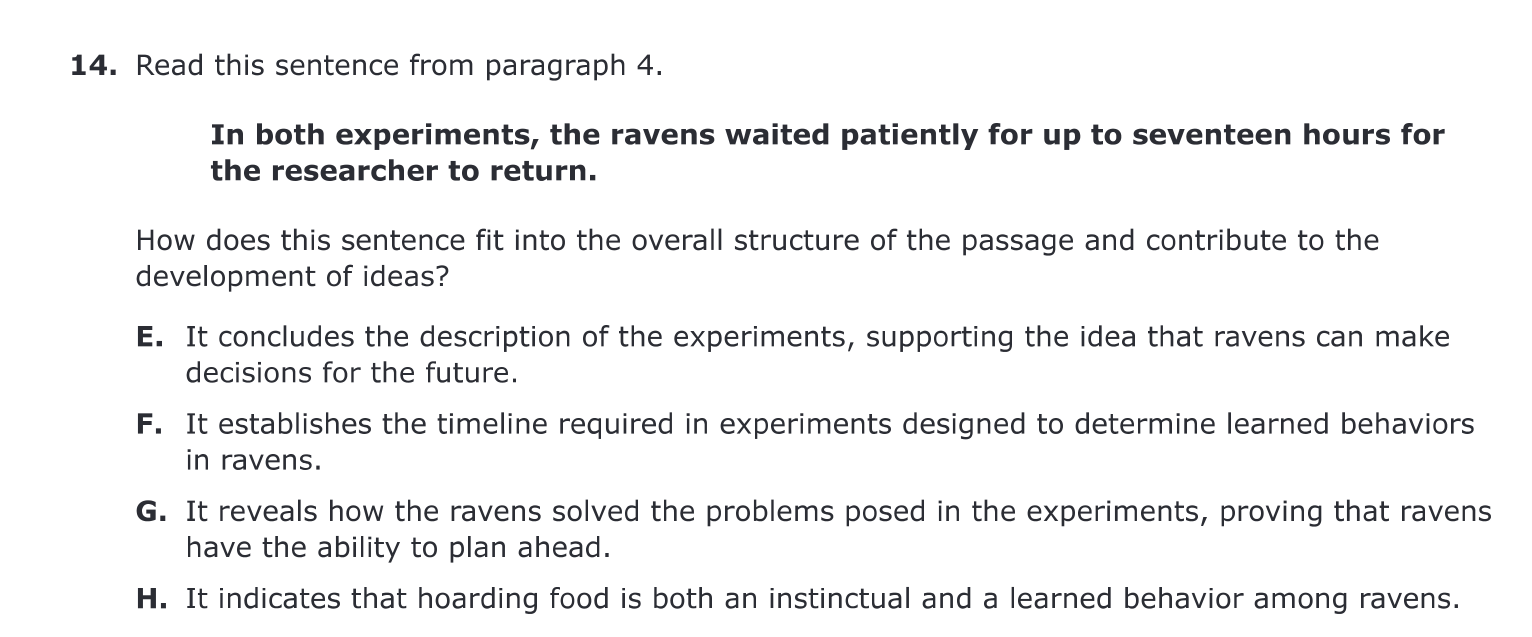 14. Read this sentence from paragraph 4.
In both experiments, the ravens waited patiently for up to seventeen hours for
the researcher to return.
How does this sentence fit into the overall structure of the passage and contribute to the
development of ideas?
E. It concludes the description of the experiments, supporting the idea that ravens can make
decisions for the future.
F. It establishes the timeline required in experiments designed to determine learned behaviors
in ravens.
G. It reveals how the ravens solved the problems posed in the experiments, proving that ravens
have the ability to plan ahead.
H. It indicates that hoarding food is both an instinctual and a learned behavior among ravens.